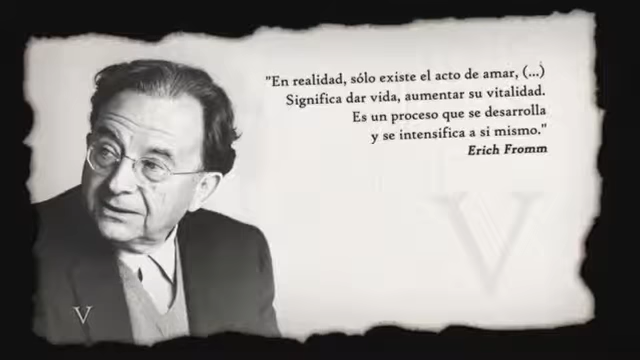 "En realidad, sólo existe el acto de amar, (...)
Significa dar vida, aumentar su vitalidad.
Es un proceso que se desarrolla
y se intensifica a si mismo."
Erich Fromm
V
V